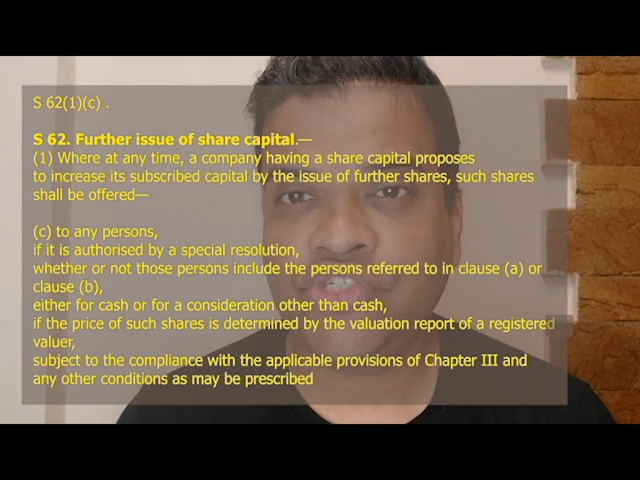 S 62(1)(c) .
S 62. Further issue of share capital.—
(1) Where at any time, a company having a share capital proposes
to increase its subscribed capital by the issue of further shares, such shares
shall be offered—
(c) to any persons,
if it is authorised by a special resolution,
whether or not those persons include the persons referred to in clause (a) or
clause (b),
either for cash or for a consideration other than cash,
if the price of such shares is determined by the valuation report of a registered
valuer,
subject to the compliance with the applicable provisions of Chapter III and
any other conditions as may be prescribed